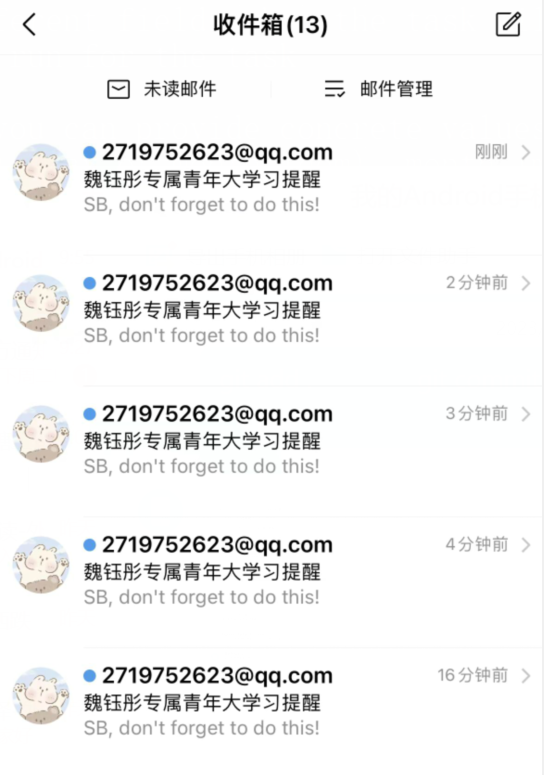 收件箱(13)
未读邮件 邮件管理
2719752623@qq.com 刚刚
魏钰彤专属青年大学习提醒
SB, don't forget to do this!
2719752623@qq.com 2分钟前
魏钰彤专属青年大学习提醒
SB, don't forget to do this!
2719752623@qq.com 3分钟前
魏钰彤专属青年大学习提醒
SB, don't forget to do this!
2719752623@qq.com 4分钟前
魏钰彤专属青年大学习提醒
SB, don't forget to do this!
2719752623@qq.com 16分钟前
魏钰彤专属青年大学习提醒
SB, don't forget to do this!